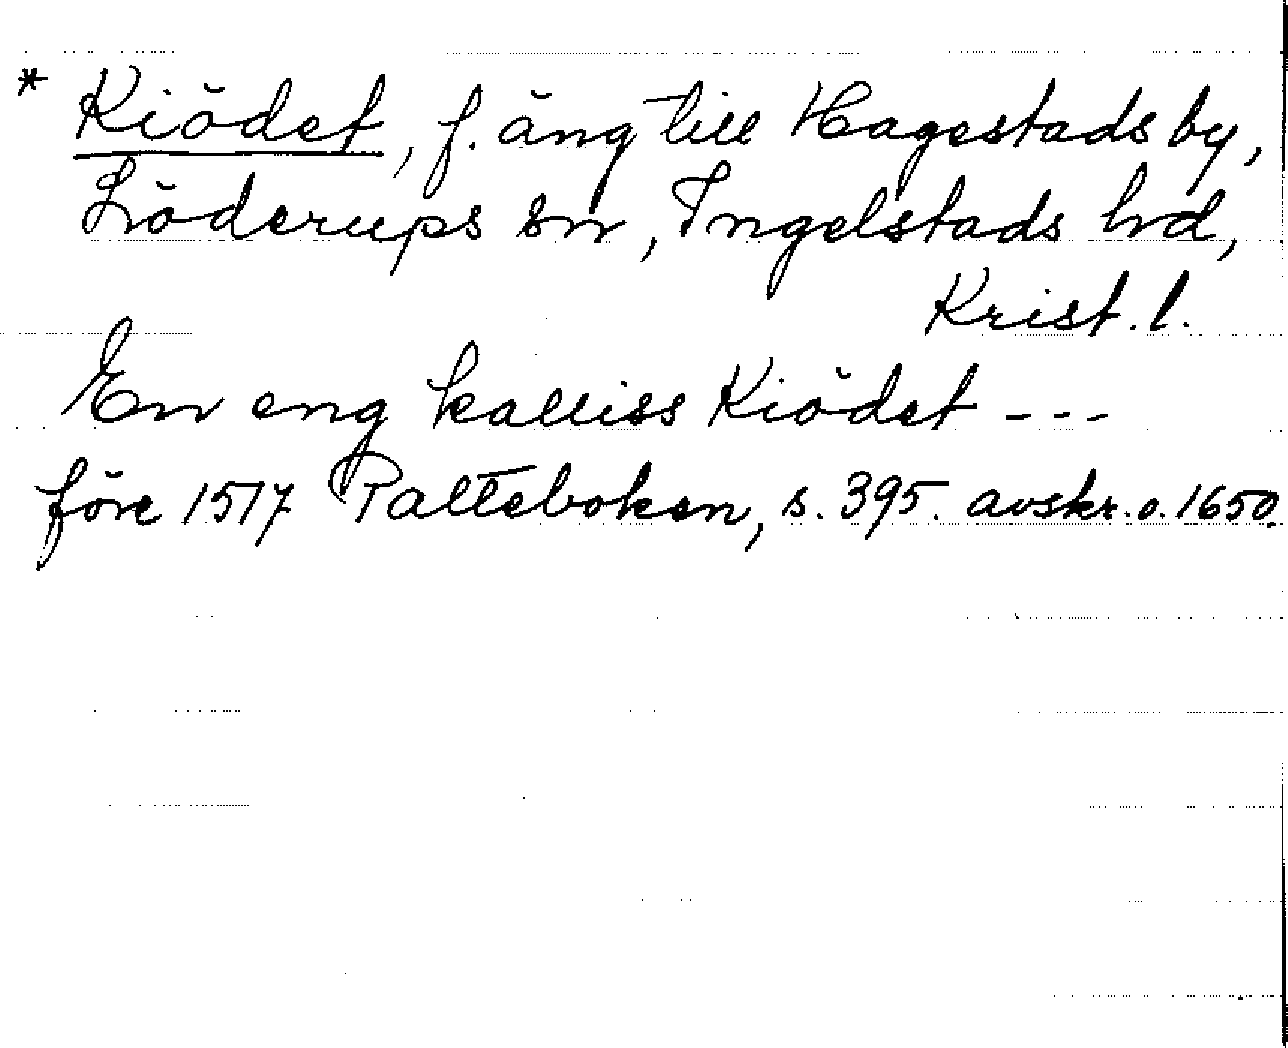 * Kiödet, f. äng till Hagestads by,
Löderups sn, Ingelstads hd,
Krist. l.
En eng kalliss Kiödet ---
före 1517 Palteboken, s. 395. avskr. o. 1650.